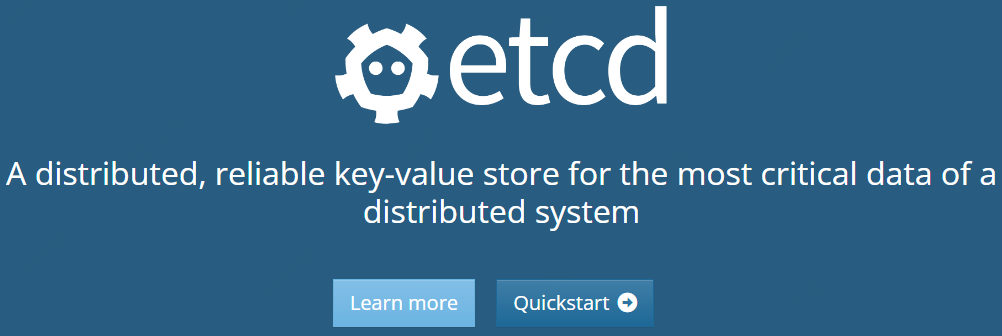 etcd
A distributed, reliable key-value store for the most critical data of a
distributed system
Learn more
Quickstart